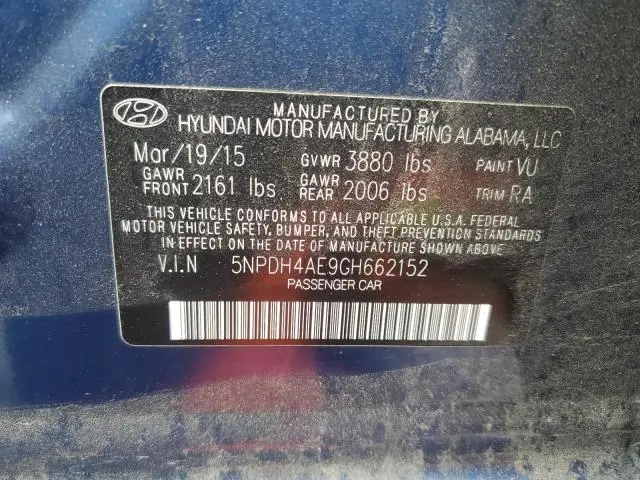 MANUFACTURED BY
HYUNDAI MOTOR MANUFACTURING ALABAMA, LLC
Mar/19/15 GVWR 3880 lbs PAINT VU
GAWR FRONT 2161 lbs GAWR REAR 2006 lbs TRIM RA
THIS VEHICLE CONFORMS TO ALL APPLICABLE U.S.A. FEDERAL
MOTOR VEHICLE SAFETY, BUMPER, AND THEFT PREVENTION STANDARDS
IN EFFECT ON THE DATE OF MANUFACTURE SHOWN ABOVE.
V.I.N 5NPDH4AE9GH662152
PASSENGER CAR